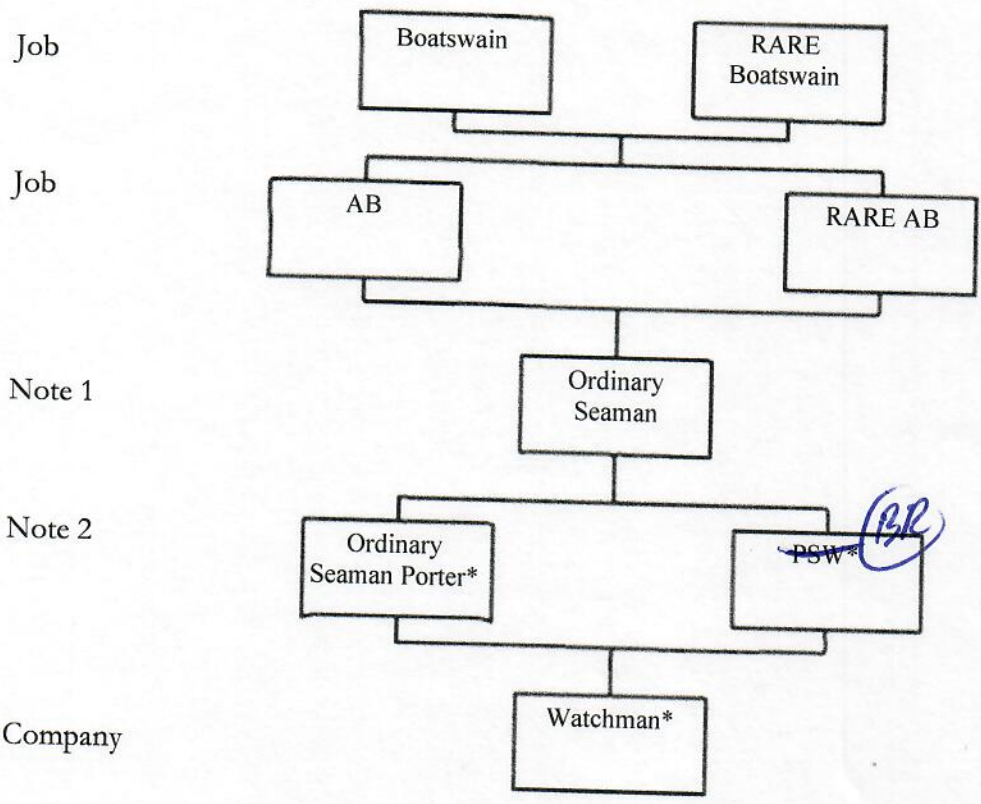 Job
Boatswain
RARE
Boatswain
Job
AB
RARE AB
Note 1
Ordinary
Seaman
Note 2
Ordinary
Seaman Porter*
PSW*
BR
Company
Watchman*